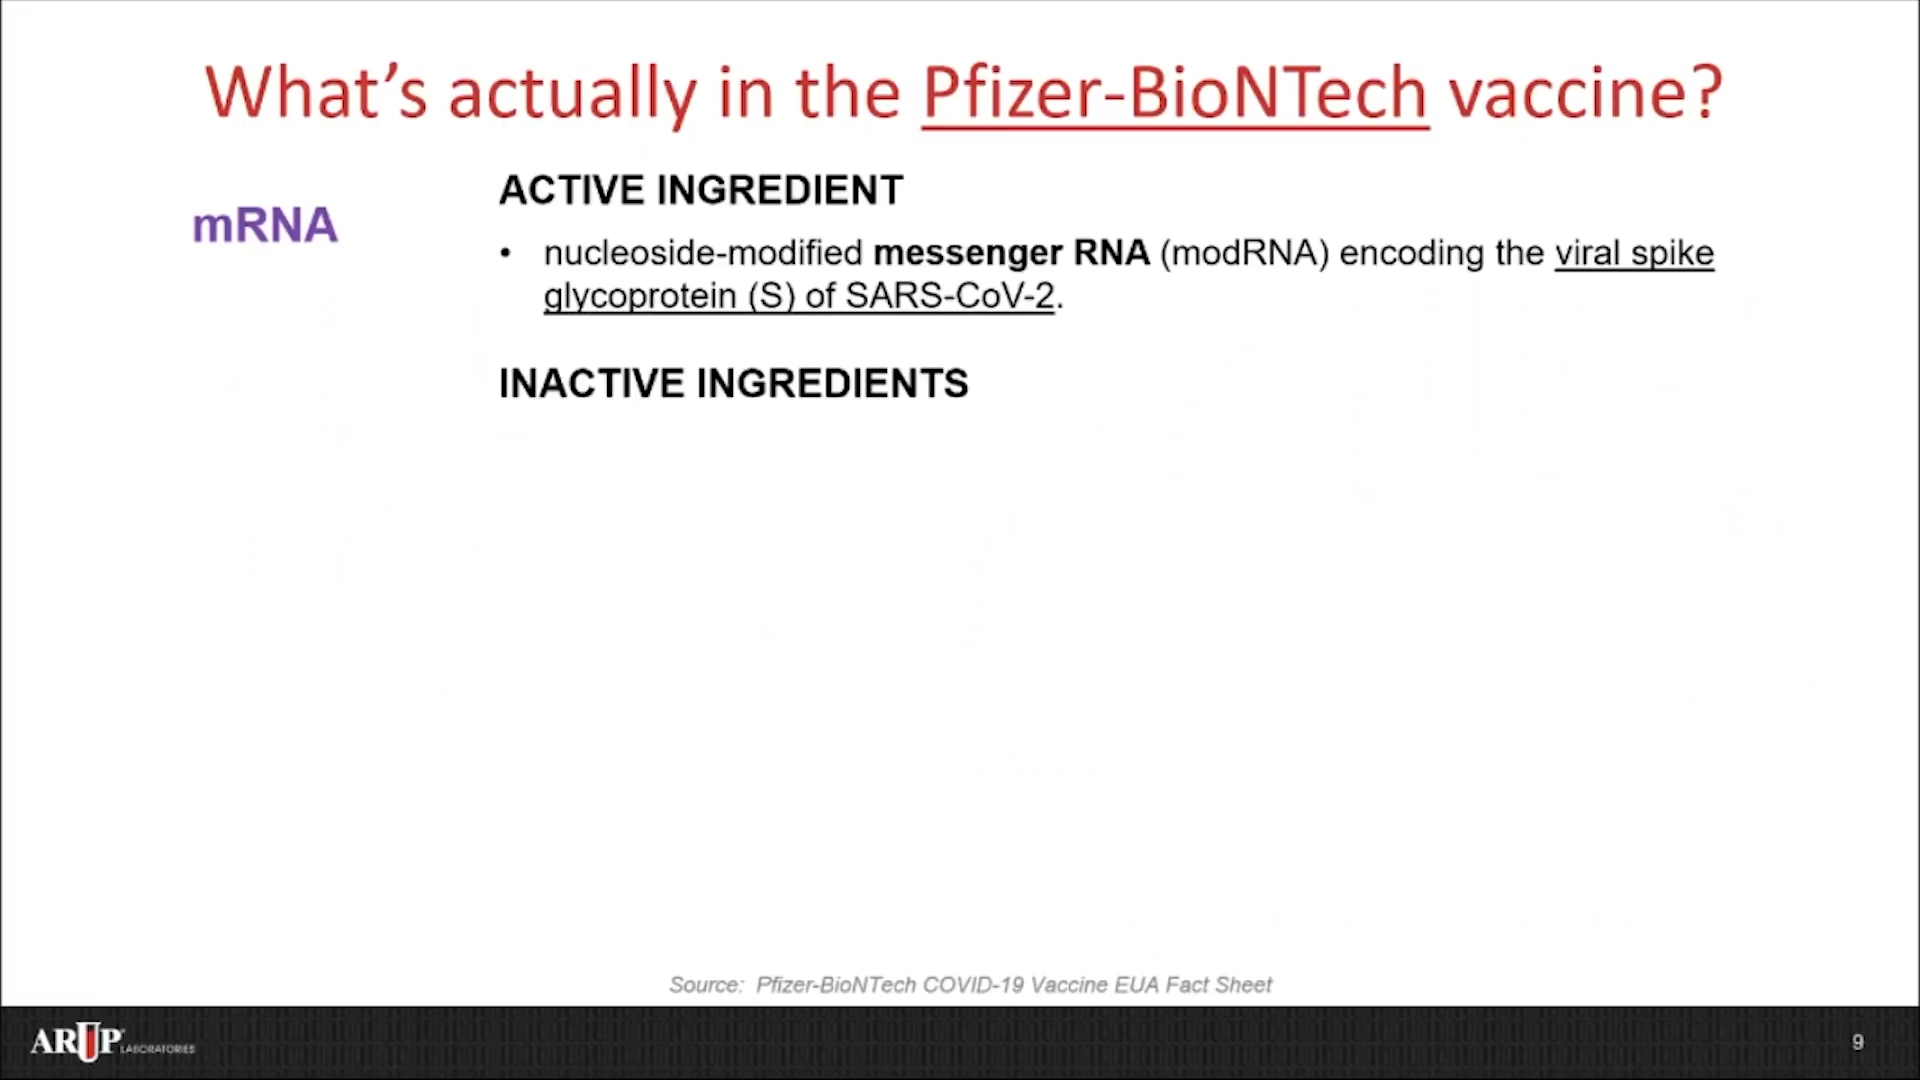 What’s actually in the Pfizer-BioNTech vaccine?
mRNA
ACTIVE INGREDIENT
• nucleoside-modified messenger RNA (modRNA) encoding the viral spike
glycoprotein (S) of SARS-CoV-2.
INACTIVE INGREDIENTS
Source: Pfizer-BioNTech COVID-19 Vaccine EUA Fact Sheet
ARUP LABORATORIES
9